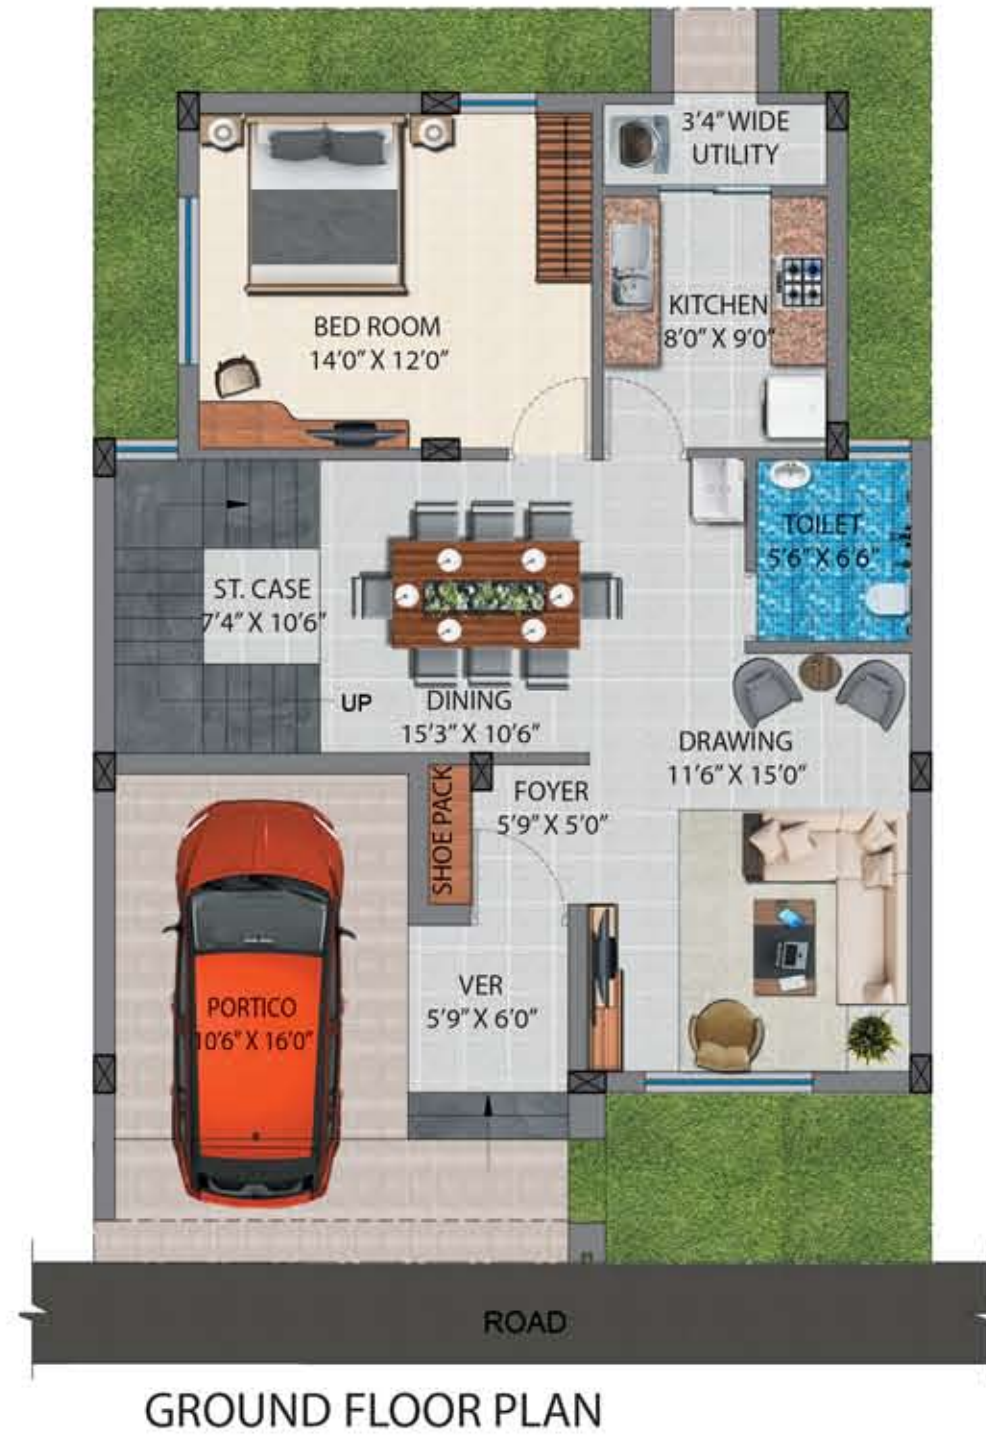 3'4" WIDE
UTILITY
KITCHEN
8'0" X 9'0"
BED ROOM
14'0" X 12'0"
TOILET
5'6" X 6'6"
ST. CASE
7'4" X 10'6"
UP
DINING
15'3" X 10'6"
DRAWING
11'6" X 15'0"
SHOE PACK
FOYER
5'9" X 5'0"
VER
5'9" X 6'0"
PORTICO
10'6" X 16'0"
ROAD
GROUND FLOOR PLAN